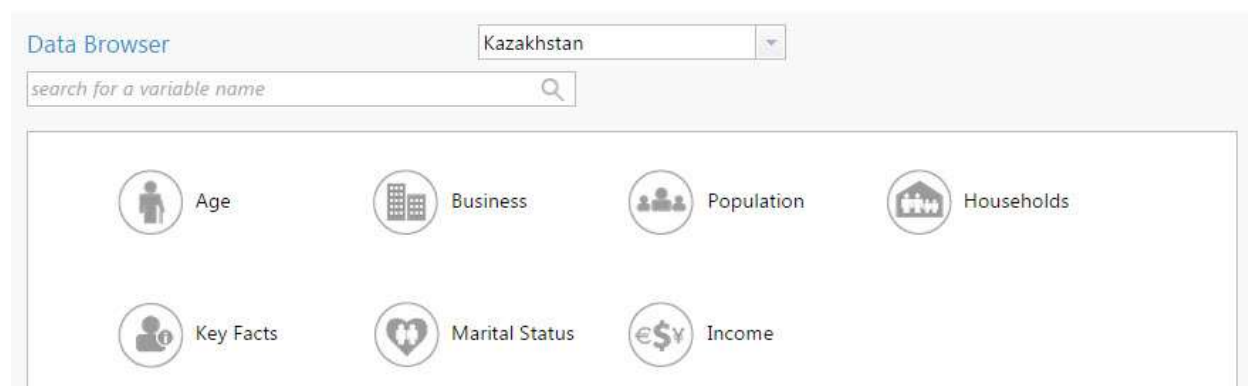 Data Browser
Kazakhstan
search for a variable name
Age
Business
Population
Households
Key Facts
Marital Status
€$¥
Income